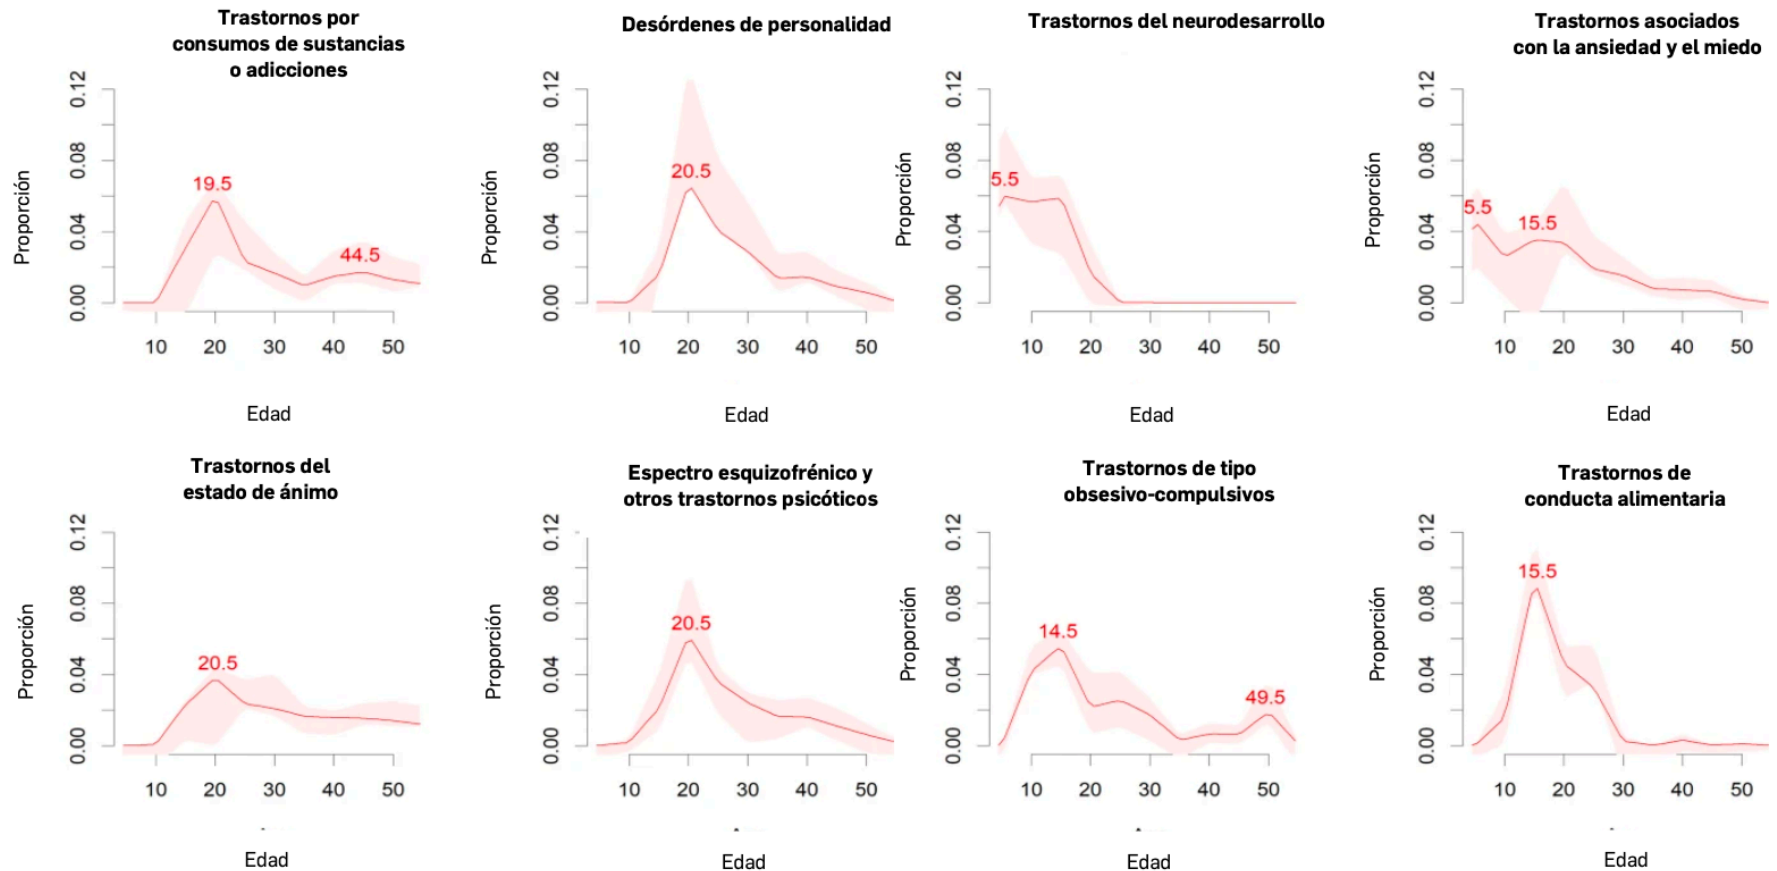 Trastornos por
consumos de sustancias
o adicciones
0.12
0.08
0.04
0.00
Proporción
19.5
44.5
10 20 30 40 50
Edad
Desórdenes de personalidad
0.12
0.08
0.04
0.00
Proporción
20.5
10 20 30 40 50
Edad
Trastornos del neurodesarrollo
0.12
0.08
0.04
0.00
Proporción
5.5
10 20 30 40 50
Edad
Trastornos asociados
con la ansiedad y el miedo
0.12
0.08
0.04
0.00
Proporción
5.5
15.5
10 20 30 40 50
Edad
Trastornos del
estado de ánimo
0.12
0.08
0.04
0.00
Proporción
20.5
10 20 30 40 50
Edad
Espectro esquizofrénico y
otros trastornos psicóticos
0.12
0.08
0.04
0.00
Proporción
20.5
10 20 30 40 50
Edad
Trastornos de tipo
obsesivo-compulsivos
0.12
0.08
0.04
0.00
Proporción
14.5
49.5
10 20 30 40 50
Edad
Trastornos de
conducta alimentaria
0.12
0.08
0.04
0.00
Proporción
15.5
10 20 30 40 50
Edad